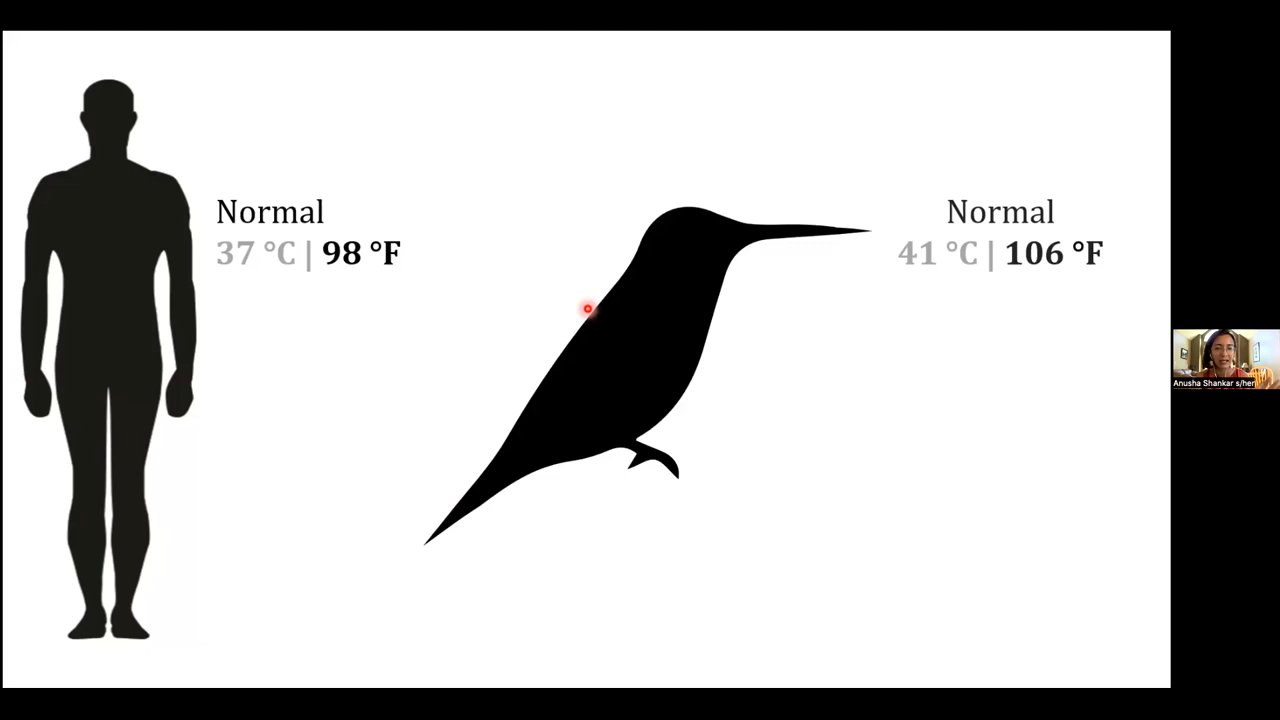 Normal
37 °C | 98 °F
Normal
41 °C | 106 °F
Anusha Shankar s/her